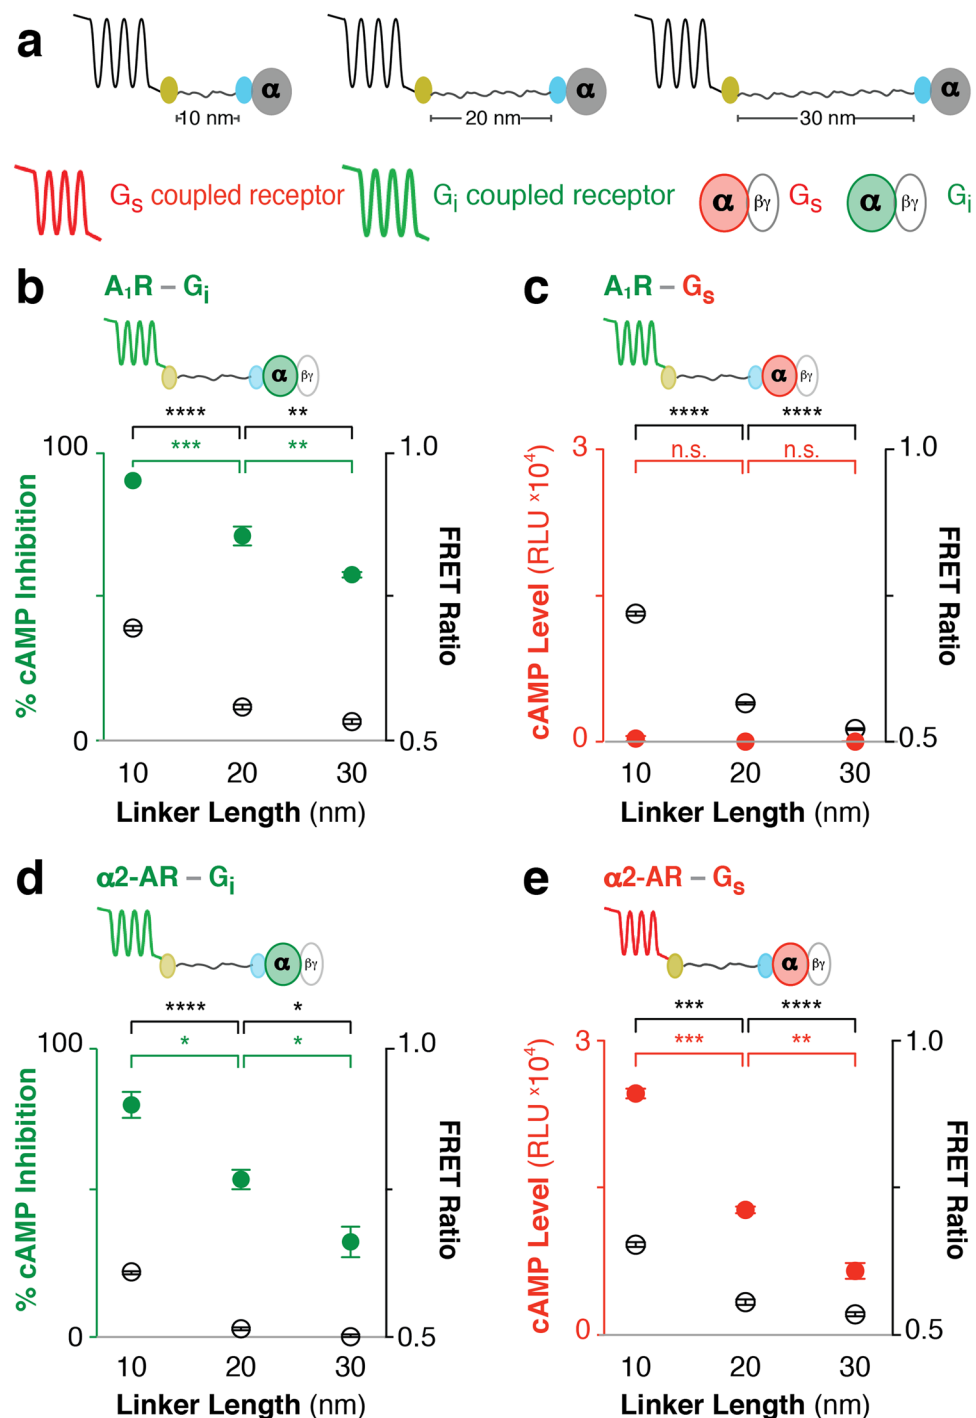 a
α α α
10 nm 20 nm 30 nm
Gs coupled receptor Gi coupled receptor α βγ Gs α βγ Gi
b A1R – Gi
α βγ
**** **
*** **
100 1.0
% cAMP Inhibition
FRET Ratio
0 0.5
10 20 30
Linker Length (nm)
c A1R – Gs
α βγ
**** ****
n.s. n.s.
3 1.0
cAMP Level (RLU x10^4)
FRET Ratio
0 0.5
10 20 30
Linker Length (nm)
d α2-AR – Gi
α βγ
**** *
* *
100 1.0
% cAMP Inhibition
FRET Ratio
0 0.5
10 20 30
Linker Length (nm)
e α2-AR – Gs
α βγ
*** ****
*** **
3 1.0
cAMP Level (RLU x10^4)
FRET Ratio
0 0.5
10 20 30
Linker Length (nm)